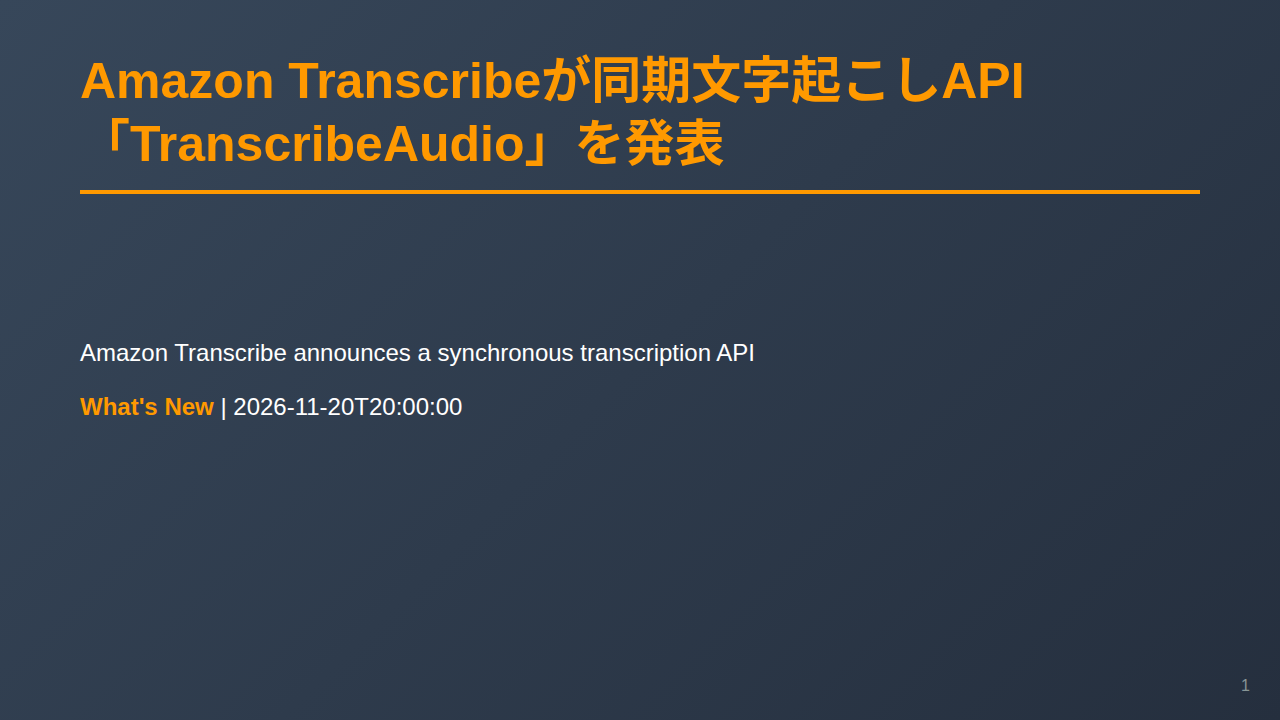 Amazon Transcribeが同期文字起こしAPI
「TranscribeAudio」を発表
Amazon Transcribe announces a synchronous transcription API
What's New | 2026-11-20T20:00:00
1